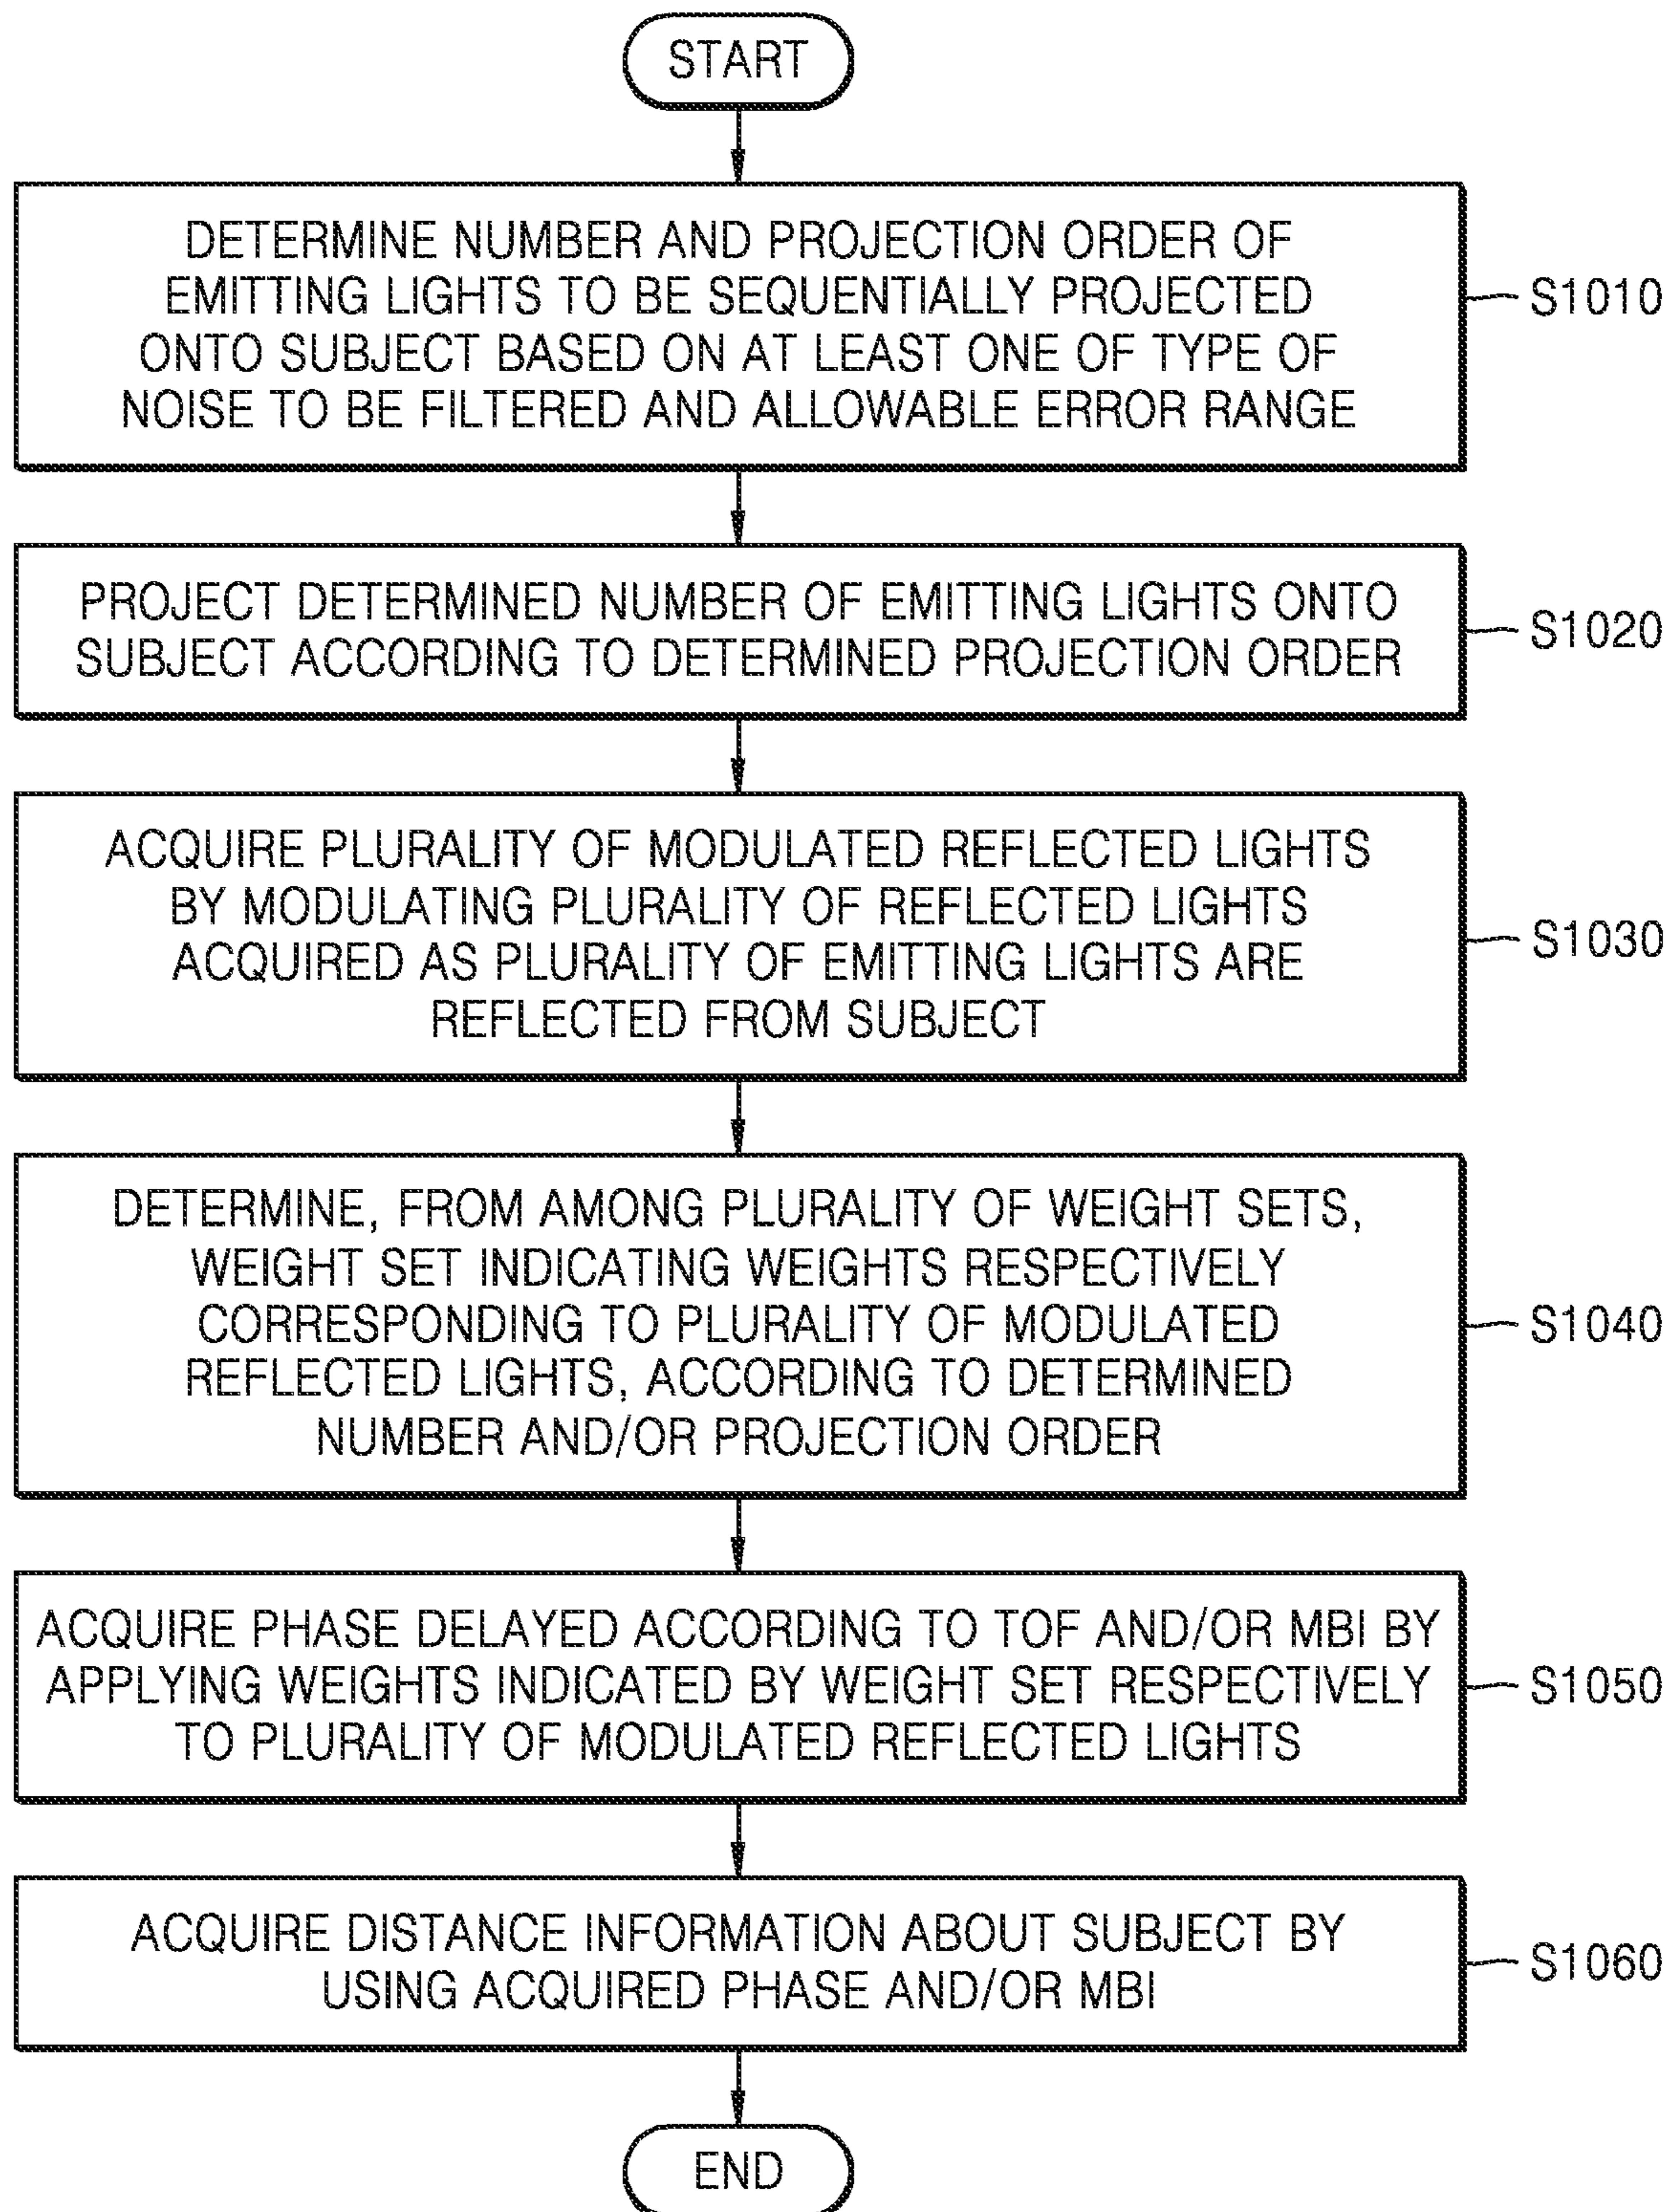 START
DETERMINE NUMBER AND PROJECTION ORDER OF
EMITTING LIGHTS TO BE SEQUENTIALLY PROJECTED
ONTO SUBJECT BASED ON AT LEAST ONE OF TYPE OF
NOISE TO BE FILTERED AND ALLOWABLE ERROR RANGE
S1010
PROJECT DETERMINED NUMBER OF EMITTING LIGHTS ONTO
SUBJECT ACCORDING TO DETERMINED PROJECTION ORDER
S1020
ACQUIRE PLURALITY OF MODULATED REFLECTED LIGHTS
BY MODULATING PLURALITY OF REFLECTED LIGHTS
ACQUIRED AS PLURALITY OF EMITTING LIGHTS ARE
REFLECTED FROM SUBJECT
S1030
DETERMINE, FROM AMONG PLURALITY OF WEIGHT SETS,
WEIGHT SET INDICATING WEIGHTS RESPECTIVELY
CORRESPONDING TO PLURALITY OF MODULATED
REFLECTED LIGHTS, ACCORDING TO DETERMINED
NUMBER AND/OR PROJECTION ORDER
S1040
ACQUIRE PHASE DELAYED ACCORDING TO TOF AND/OR MBI BY
APPLYING WEIGHTS INDICATED BY WEIGHT SET RESPECTIVELY
TO PLURALITY OF MODULATED REFLECTED LIGHTS
S1050
ACQUIRE DISTANCE INFORMATION ABOUT SUBJECT BY
USING ACQUIRED PHASE AND/OR MBI
S1060
END